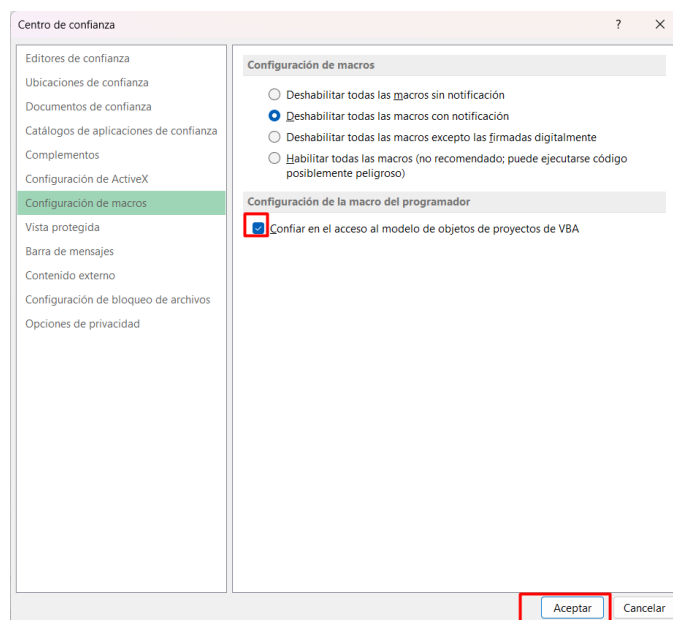 Centro de confianza
?
Editores de confianza
Ubicaciones de confianza
Documentos de confianza
Catálogos de aplicaciones de confianza
Complementos
Configuración de ActiveX
Configuración de macros
Vista protegida
Barra de mensajes
Contenido externo
Configuración de bloqueo de archivos
Opciones de privacidad
Configuración de macros
Deshabilitar todas las macros sin notificación
Deshabilitar todas las macros con notificación
Deshabilitar todas las macros excepto las firmadas digitalmente
Habilitar todas las macros (no recomendado; puede ejecutarse código
posiblemente peligroso)
Configuración de la macro del programador
Confiar en el acceso al modelo de objetos de proyectos de VBA
Aceptar
Cancelar